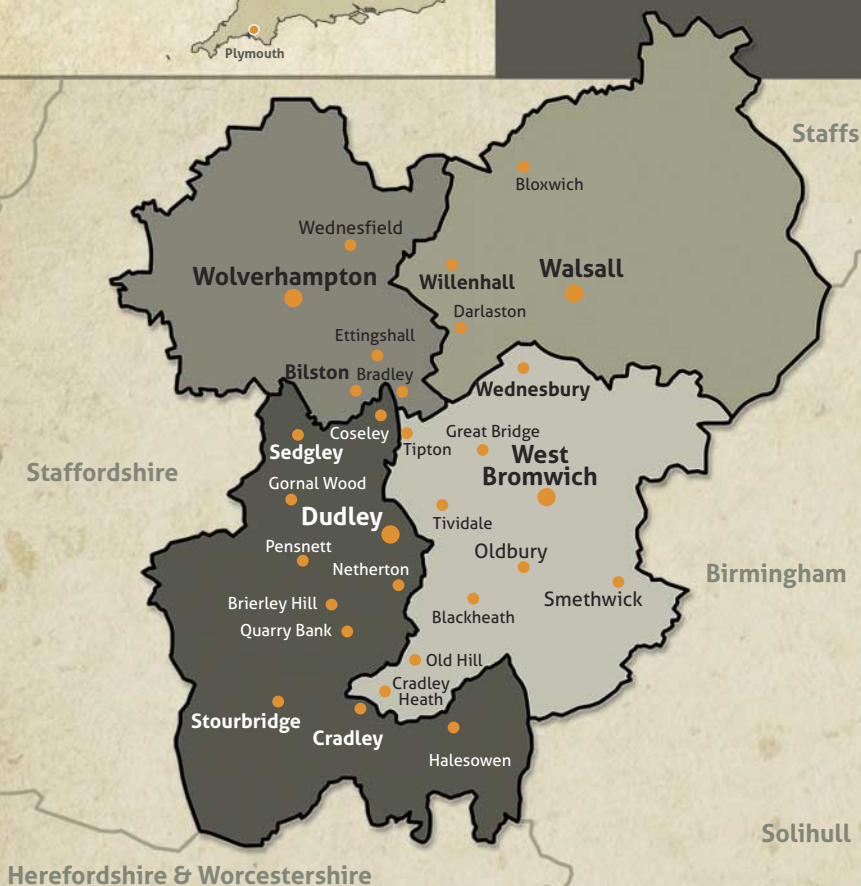 Plymouth
Staffs
Bloxwich
Wednesfield
Wolverhampton
Willenhall
Walsall
Darlaston
Ettingshall
Bilston
Bradley
Wednesbury
Coseley
Sedgley
Tipton
Great Bridge
West
Bromwich
Staffordshire
Gornal Wood
Dudley
Tividale
Pensnett
Oldbury
Netherton
Birmingham
Brierley Hill
Smethwick
Blackheath
Quarry Bank
Old Hill
Cradley
Heath
Stourbridge
Cradley
Halesowen
Solihull
Herefordshire & Worcestershire